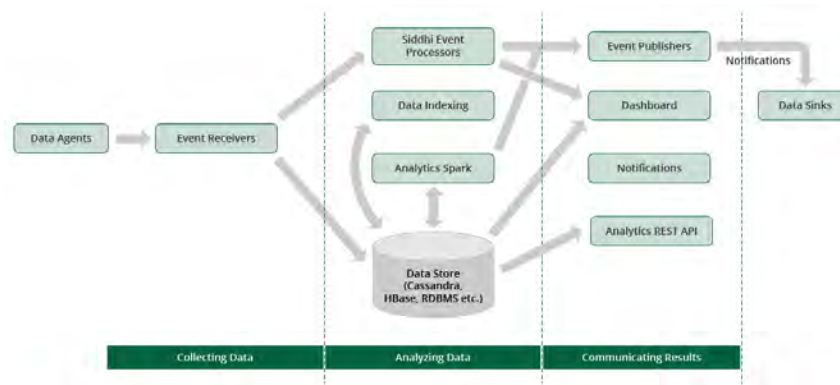 Siddhi Event
Processors
Event Publishers
Notifications
Data Indexing
Dashboard
Data Sinks
Data Agents
Event Receivers
Analytics Spark
Notifications
Analytics REST API
Data Store
(Cassandra,
HBase, RDBMS etc.)
Collecting Data
Analyzing Data
Communicating Results